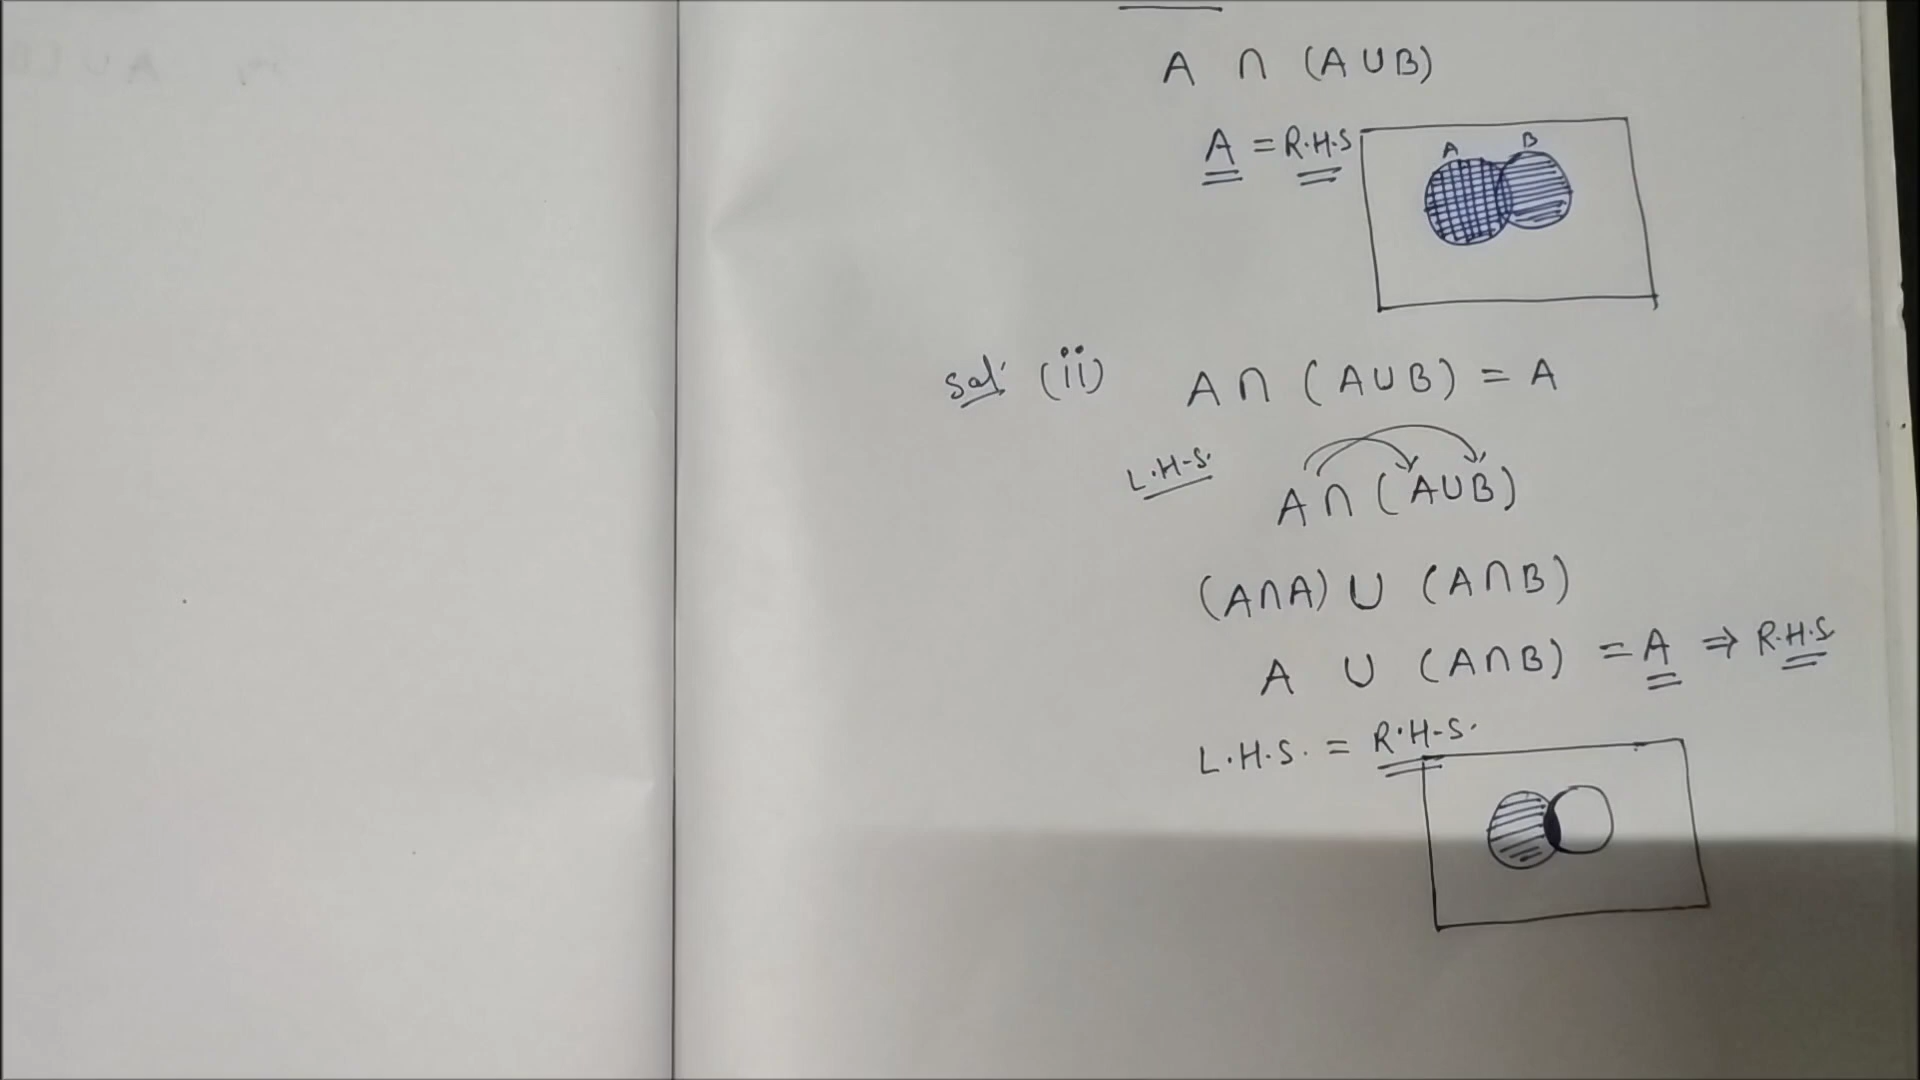 A ∩ (A∪B)
A = R.H.S
A B
Sol: (ii) A∩ (A∪B) = A
L.H.S.
A∩ (A∪B)
(A∩A) ∪ (A∩B)
A ∪ (A∩B) = A ⇒ R.H.S
L.H.S. = R.H.S.